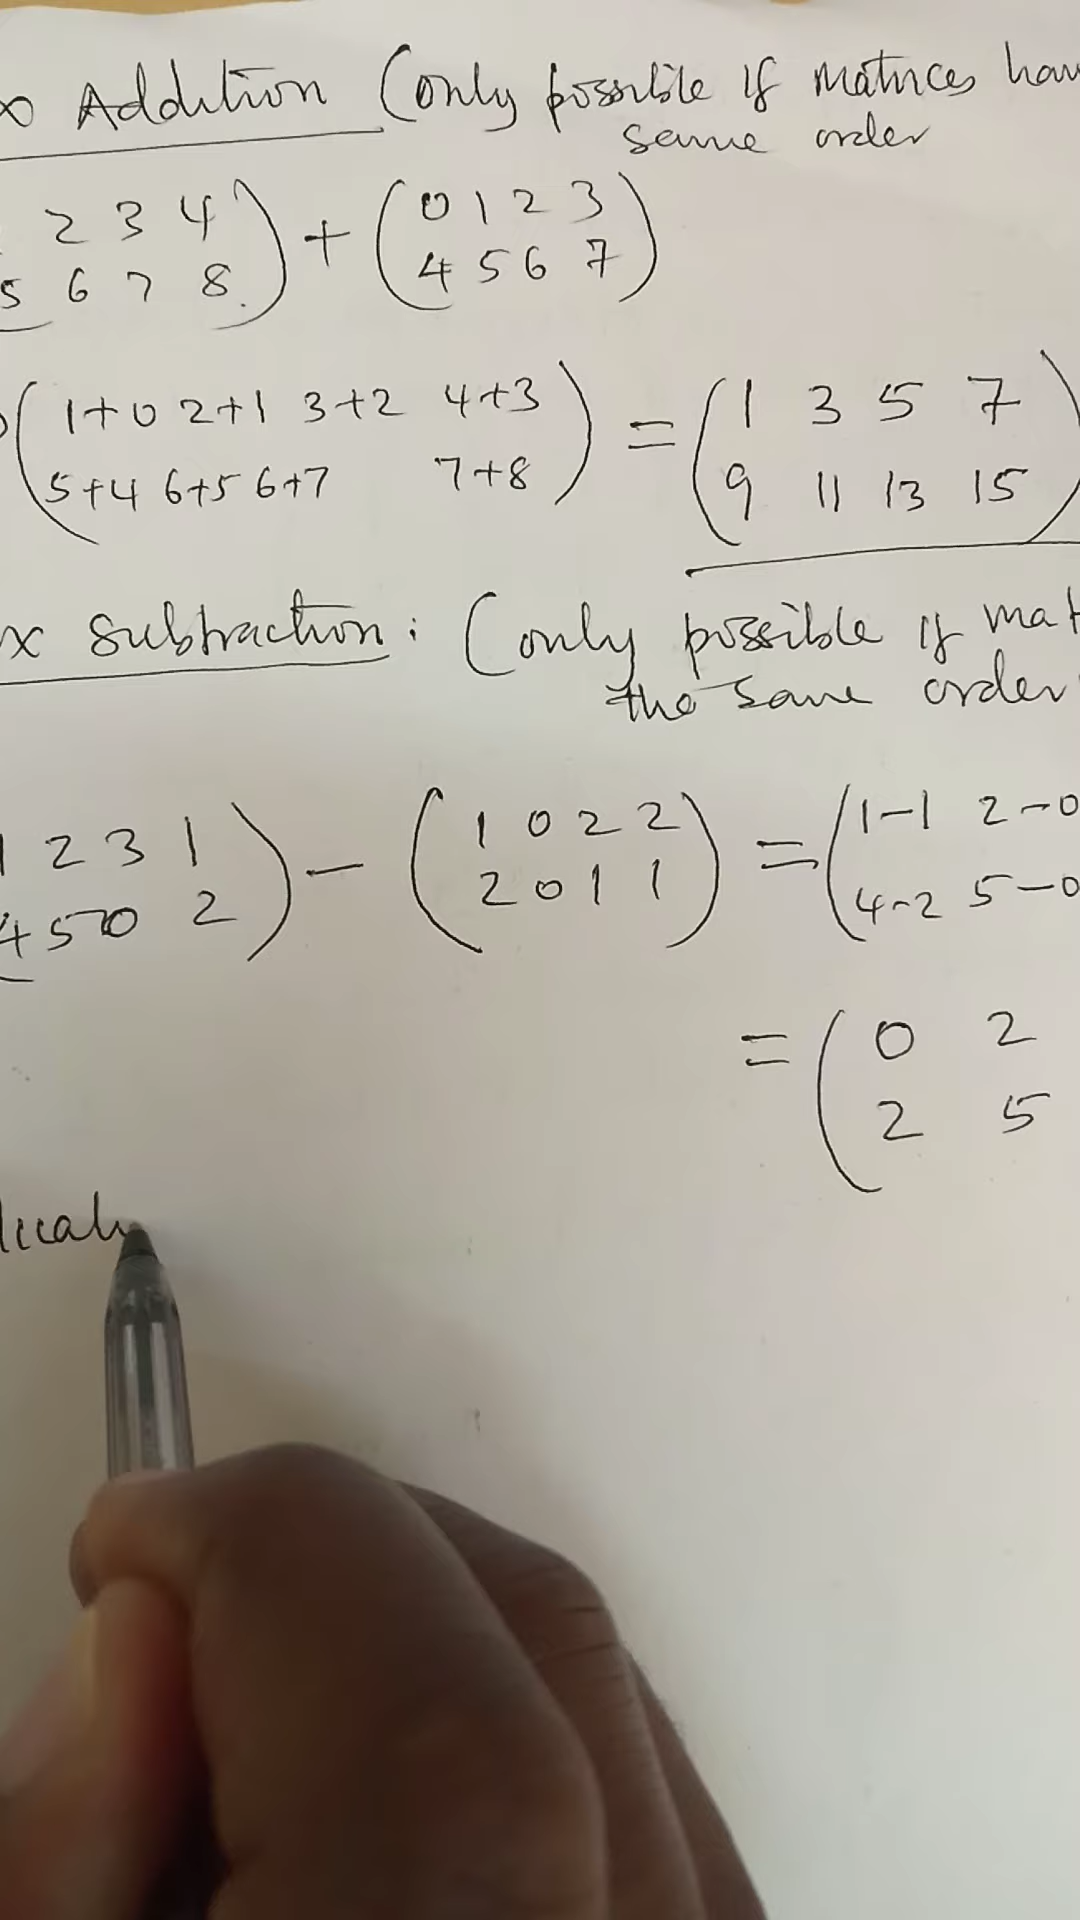 Addition (only possible if matrices
same order
2 3 4 ) + ( 0 1 2 3 )
5 6 7 8 4 5 6 7
( 1+0 2+1 3+2 4+3 ) = ( 1 3 5 7 )
5+4 6+5 6+7 7+8 9 11 13 15
x Subtraction: (only possible if mat
the same order
1 2 3 1 ) - ( 1 0 2 2 ) = ( 1-1 2-0
4 5 0 2 2 0 1 1 4-2 5-0
= ( 0 2
2 5